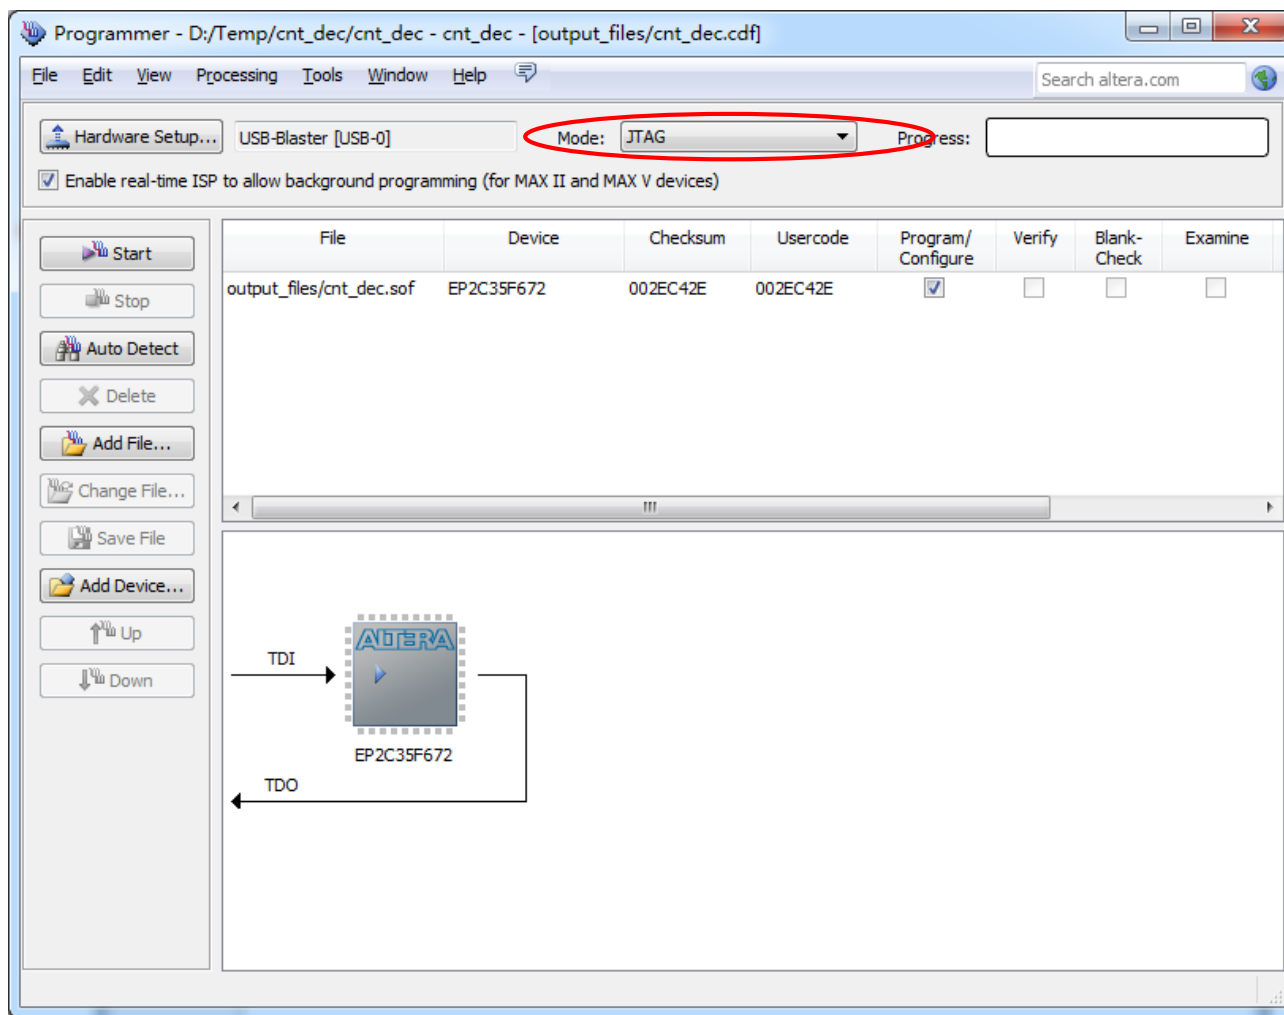 Programmer - D:/Temp/cnt_dec/cnt_dec - cnt_dec - [output_files/cnt_dec.cdf]
File Edit View Processing Tools Window Help Search altera.com
Hardware Setup... USB-Blaster [USB-0] Mode: JTAG Progress:
Enable real-time ISP to allow background programming (for MAX II and MAX V devices)
File Device Checksum Usercode Program/ Verify Blank- Examine
Configure Check
Start
output_files/cnt_dec.sof EP2C35F672 002EC42E 002EC42E
Stop
Auto Detect
Delete
Add File...
Change File...
Save File
Add Device...
Up
Down
ALTERA
TDI
EP2C35F672
TDO